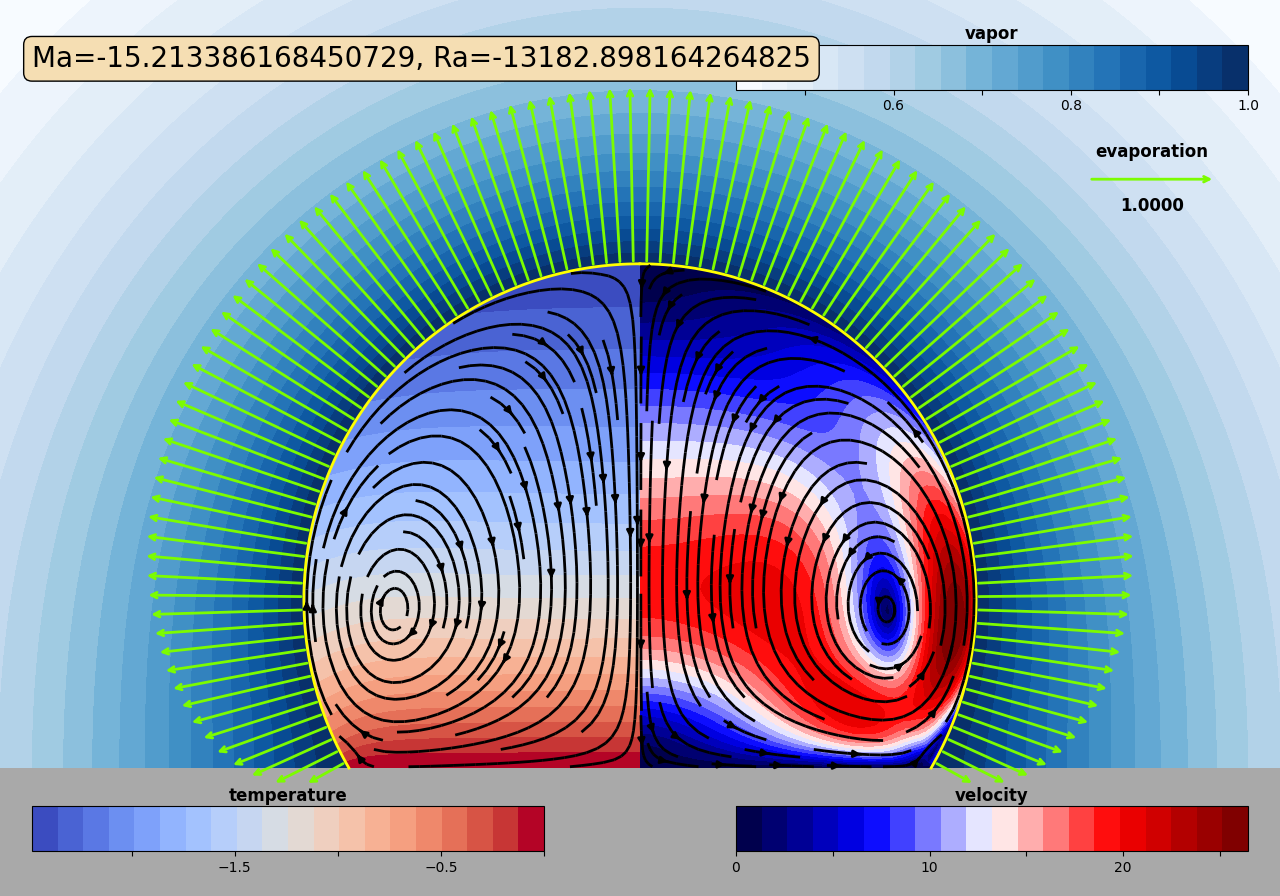 vapor
Ma=-15.213386168450729, Ra=-13182.898164264825
0.6 0.8 1.0
evaporation
1.0000
temperature
velocity
−1.5 −0.5
0 10 20